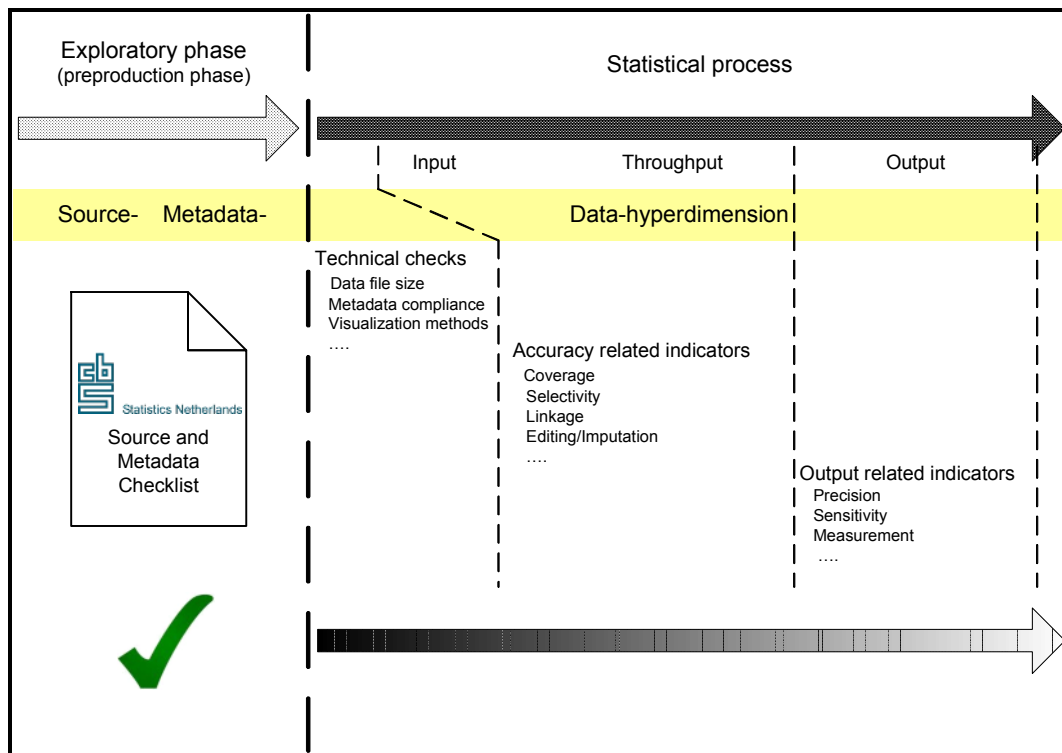 Exploratory phase
(preproduction phase)
Statistical process
Input Throughput Output
Source- Metadata- Data-hyperdimension
Technical checks
Data file size
Metadada compliance
Visualization methods
….
cbs
Statistics Netherlands
Source and
Metadata
Checklist
Accuracy related indicators
Coverage
Selectivity
Linkage
Editing/Imputation
….
Output related indicators
Precision
Sensitivity
Measurement
….